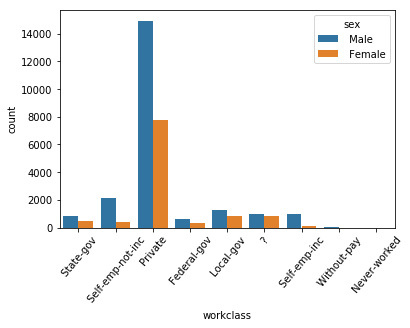 sex
Male
Female
14000
12000
10000
8000
6000
4000
2000
0
count
State-gov
Self-emp-not-inc
Private
Federal-gov
Local-gov
?
Self-emp-inc
Without-pay
Never-worked
workclass